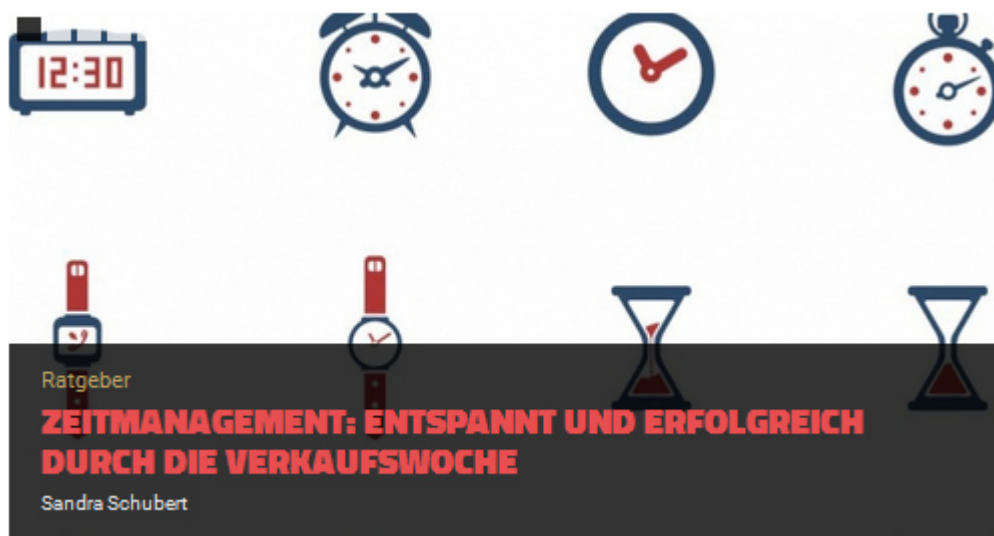 12:30
Ratgeber
ZEITMANAGEMENT: ENTSPANNT UND ERFOLGREICH
DURCH DIE VERKAUFSWOCHE
Sandra Schubert